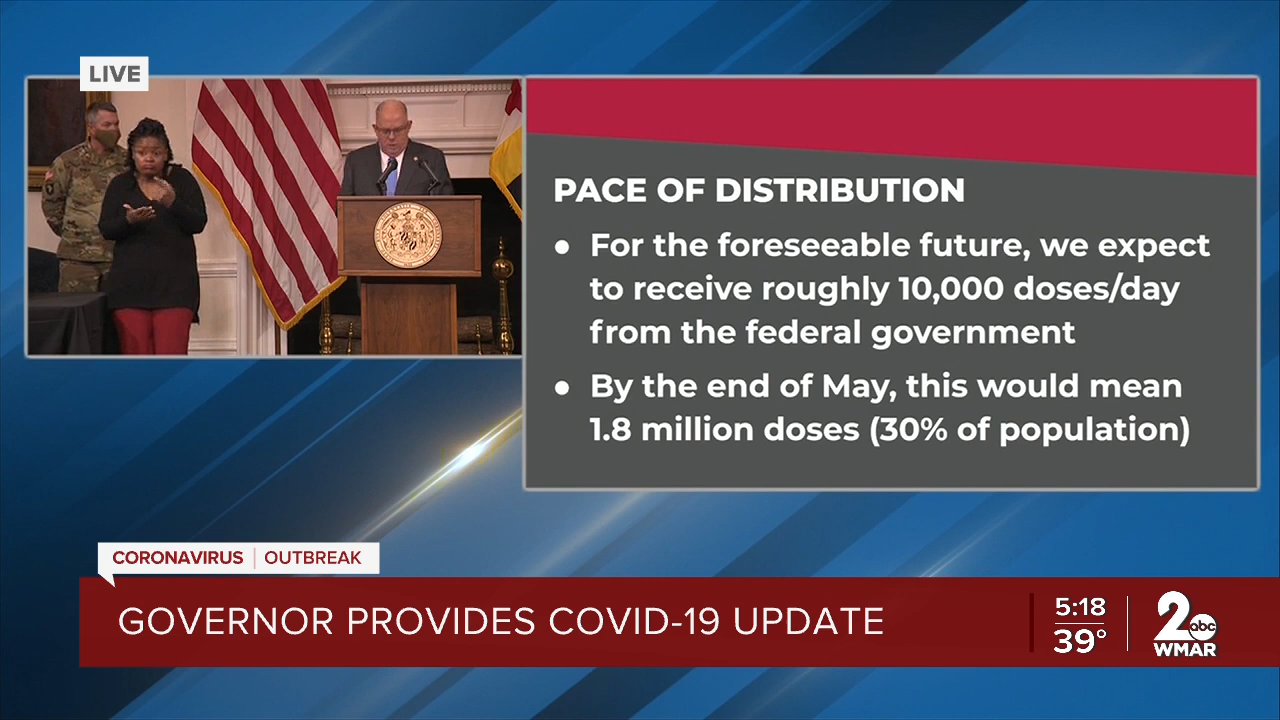 LIVE
PACE OF DISTRIBUTION
• For the foreseeable future, we expect
to receive roughly 10,000 doses/day
from the federal government
• By the end of May, this would mean
1.8 million doses (30% of population)
CORONAVIRUS | OUTBREAK
GOVERNOR PROVIDES COVID-19 UPDATE
5:18
39°
2 abc
WMAR